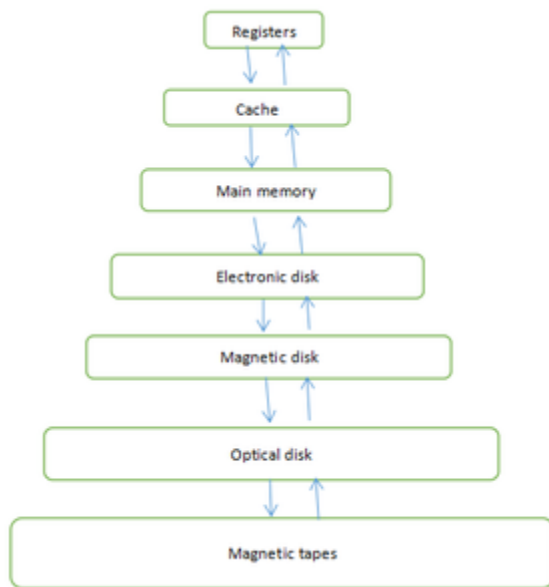 Registers
Cache
Main memory
Electronic disk
Magnetic disk
Optical disk
Magnetic tapes